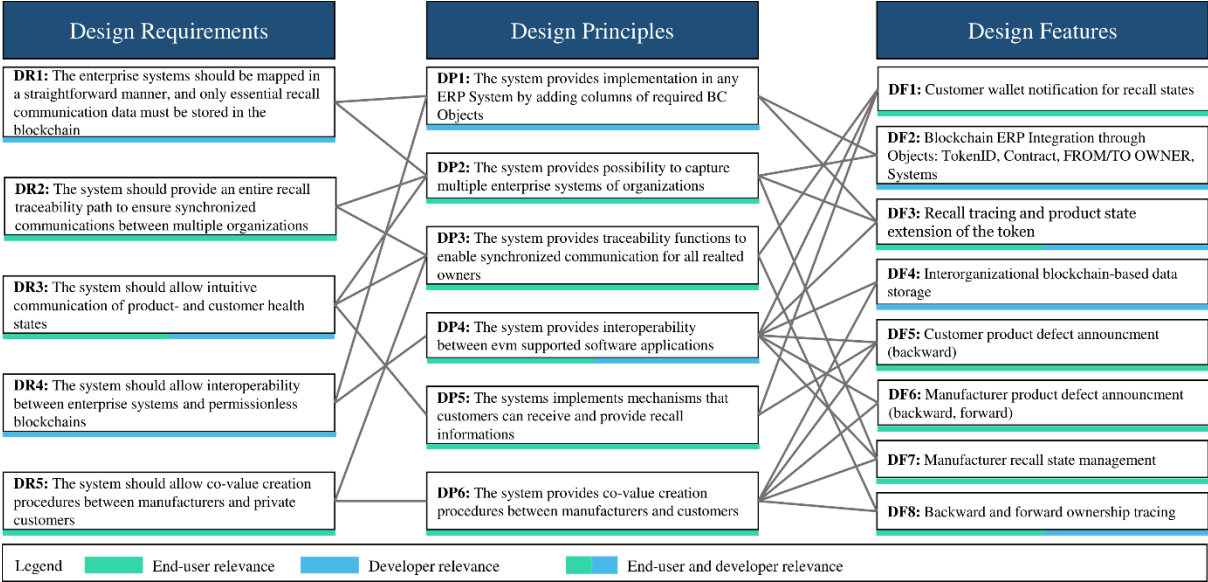 Design Requirements
DR1: The enterprise systems should be mapped in
a straightforward manner, and only essential recall
communication data must be stored in the
blockchain
DR2: The system should provide an entire recall
traceability path to ensure synchronized
communications between multiple organizations
DR3: The system should allow intuitive
communication of product- and customer health
states
DR4: The system should allow interoperability
between enterprise systems and permissionless
blockchains
DR5: The system should allow co-value creation
procedures between manufacturers and private
customers
Design Principles
DP1: The system provides implementation in any
ERP System by adding columns of required BC
Objects
DP2: The system provides possibility to capture
multiple enterprise systems of organizations
DP3: The system provides traceability functions to
enable synchronized communication for all realted
owners
DP4: The system provides interoperability
between evm supported software applications
DP5: The systems implements mechanisms that
customers can receive and provide recall
informations
DP6: The system provides co-value creation
procedures between manufacturers and customers
Design Features
DF1: Customer wallet notification for recall states
DF2: Blockchain ERP Integration through
Objects: TokenID, Contract, FROM/TO OWNER,
Systems
DF3: Recall tracing and product state
extension of the token
DF4: Interorganizational blockchain-based data
storage
DF5: Customer product defect announcment
(backward)
DF6: Manufacturer product defect announcment
(backward, forward)
DF7: Manufacturer recall state management
DF8: Backward and forward ownership tracing
Legend
End-user relevance
Developer relevance
End-user and developer relevance